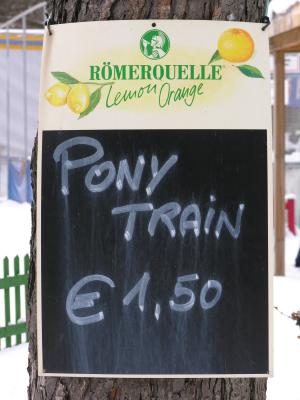 RÖMERQUELLE
Lemon Orange
PONY
TRAIN
€ 1,50